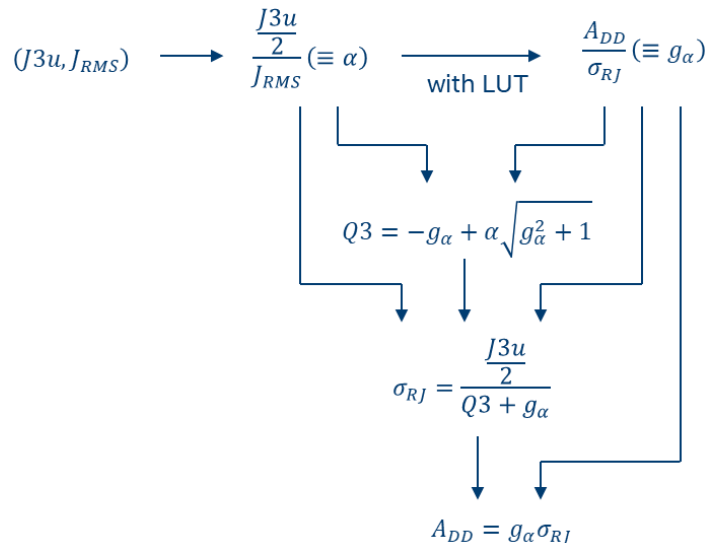 (J3u, J_RMS) → (J3u/2)/J_RMS (≡ α) → A_DD/σ_RJ (≡ g_α)
with LUT
Q3 = −g_α + α√(g_α² + 1)
σ_RJ = (J3u/2)/(Q3 + g_α)
A_DD = g_α σ_RJ